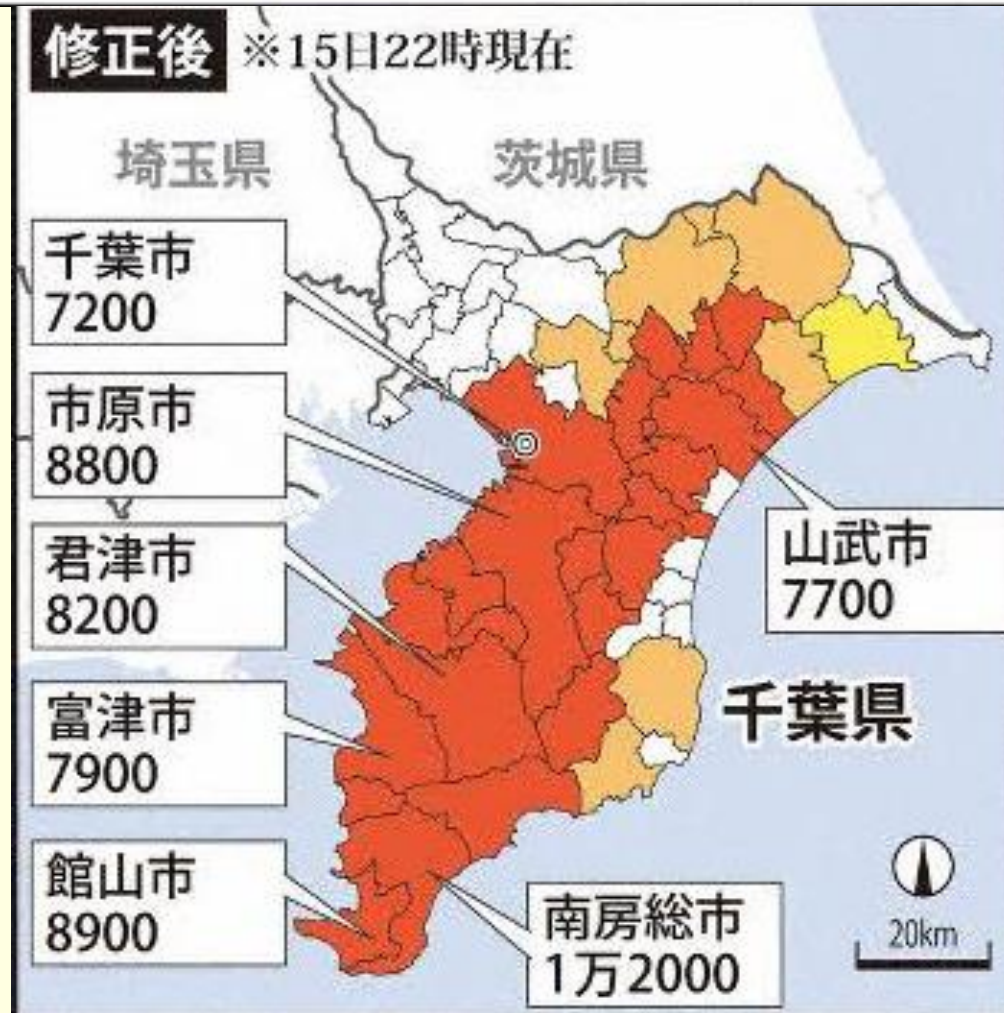 修正後 ※15日22時現在
埼玉県
茨城県
千葉市
7200
市原市
8800
君津市
8200
山武市
7700
富津市
7900
千葉県
館山市
8900
南房総市
1万2000
20km